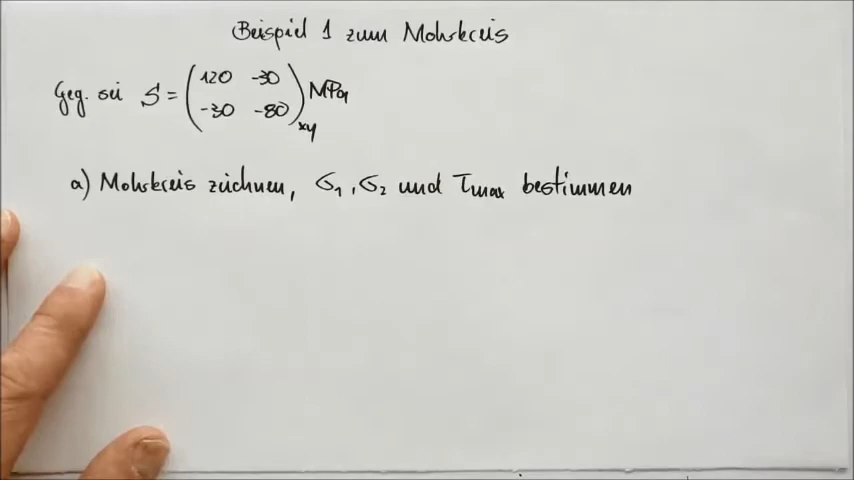 Beispiel 1 zum Mohrkreis
Geg. sei S = ( 120 -30
-30 -80 )xy MPa
a) Mohrkreis zeichnen, σ1, σ2 und τmax bestimmen